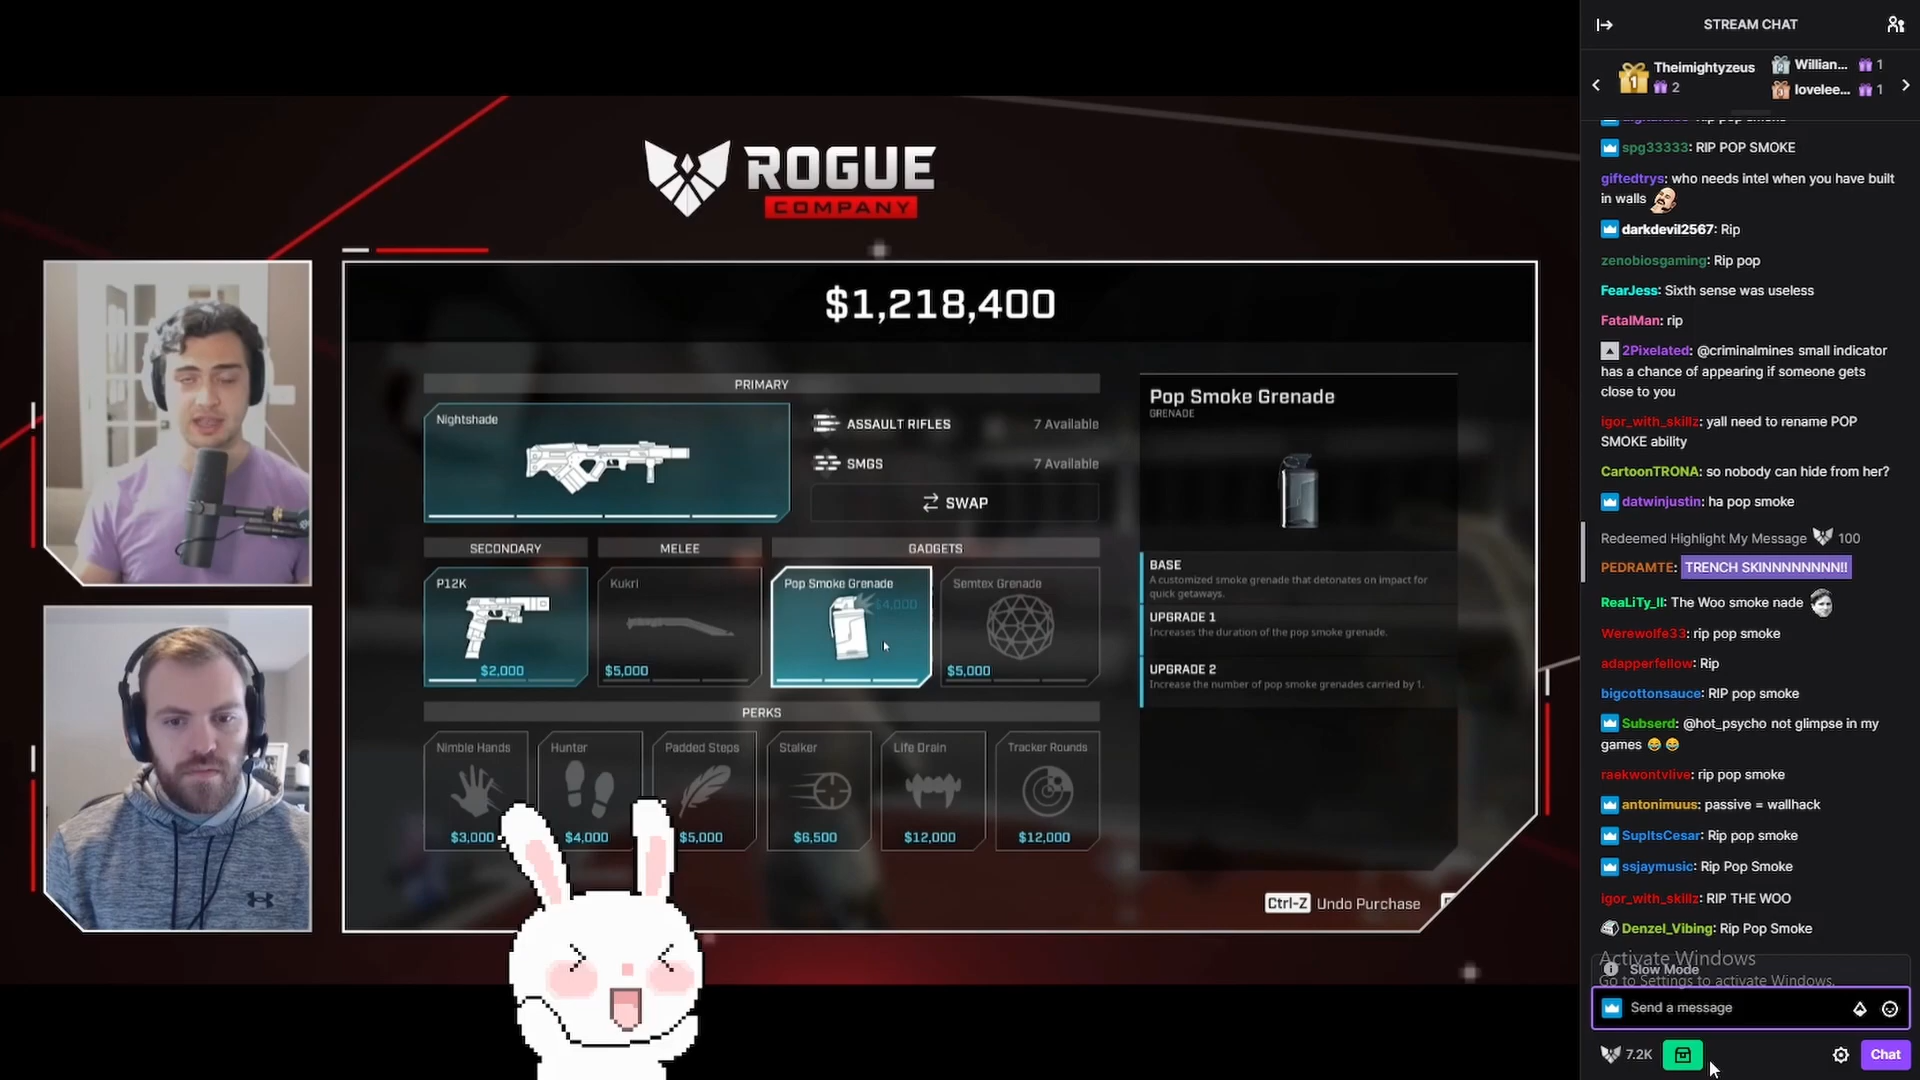 ROGUE
COMPANY
$1,218,400
PRIMARY
Nightshade
ASSAULT RIFLES 7 Available
SMGS 7 Available
SWAP
SECONDARY
MELEE
GADGETS
P12K
$2,000
Kukri
$5,000
Pop Smoke Grenade
$4,000
Semtex Grenade
$5,000
PERKS
Nimble Hands
$3,000
Hunter
$4,000
Padded Steps
$5,000
Stalker
$6,500
Life Drain
$12,000
Tracker Rounds
$12,000
Pop Smoke Grenade
GRENADE
BASE
A customized smoke grenade that detonates on impact for
quick getaways.
UPGRADE 1
Increases the duration of the pop smoke grenade.
UPGRADE 2
Increase the number of pop smoke grenades carried by 1.
Ctrl-Z Undo Purchase
STREAM CHAT
1 Theimightyzeus
2
Willian... 1
lovelee... 1
spg33333: RIP POP SMOKE
giftedtrys: who needs intel when you have built
in walls
darkdevil2567: Rip
zenobiosgaming: Rip pop
FearJess: Sixth sense was useless
FatalMan: rip
2Pixelated: @criminalmines small indicator
has a chance of appearing if someone gets
close to you
igor_with_skillz: yall need to rename POP
SMOKE ability
CartoonTRONA: so nobody can hide from her?
datwinjustin: ha pop smoke
Redeemed Highlight My Message 100
PEDRAMTE: TRENCH SKINNNNNNNN!!
ReaLiTy_II: The Woo smoke nade
Werewolfe33: rip pop smoke
adapperfellow: Rip
bigcottonsauce: RIP pop smoke
Subserd: @hot_psycho not glimpse in my
games
raekwontvlive: rip pop smoke
antonimuus: passive = wallhack
SupItsCesar: Rip pop smoke
ssjaymusic: Rip Pop Smoke
igor_with_skillz: RIP THE WOO
Denzel_Vibing: Rip Pop Smoke
Activate Windows
Slow Mode
Go to Settings to activate Windows.
Send a message
7.2K
Chat